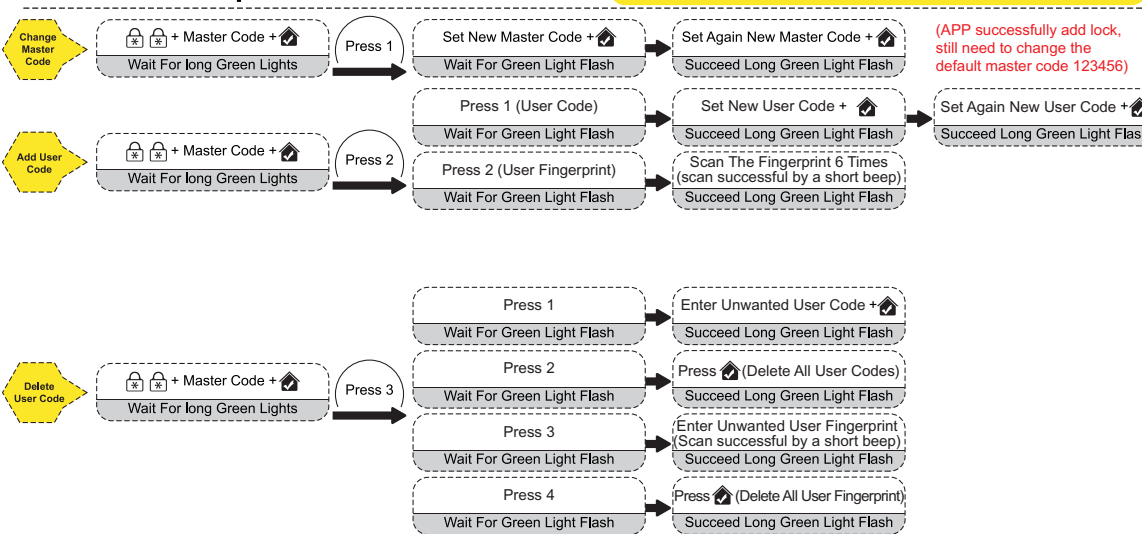 Change
Master
Code
+ Master Code +
Wait For long Green Lights
Press 1
Set New Master Code +
Wait For Green Light Flash
Set Again New Master Code +
Succeed Long Green Light Flash
(APP successfully add lock,
still need to change the
default master code 123456)
Add User
Code
+ Master Code +
Wait For long Green Lights
Press 2
Press 1 (User Code)
Wait For Green Light Flash
Set New User Code +
Succeed Long Green Light Flash
Set Again New User Code +
Succeed Long Green Light Flas
Press 2 (User Fingerprint)
Wait For Green Light Flash
Scan The Fingerprint 6 Times
(scan successful by a short beep)
Succeed Long Green Light Flash
Delete
User Code
+ Master Code +
Wait For long Green Lights
Press 3
Press 1
Wait For Green Light Flash
Enter Unwanted User Code +
Succeed Long Green Light Flash
Press 2
Wait For Green Light Flash
Press (Delete All User Codes)
Succeed Long Green Light Flash
Press 3
Wait For Green Light Flash
Enter Unwanted User Fingerprint
(Scan successful by a short beep)
Succeed Long Green Light Flash
Press 4
Wait For Green Light Flash
Press (Delete All User Fingerprint)
Succeed Long Green Light Flash